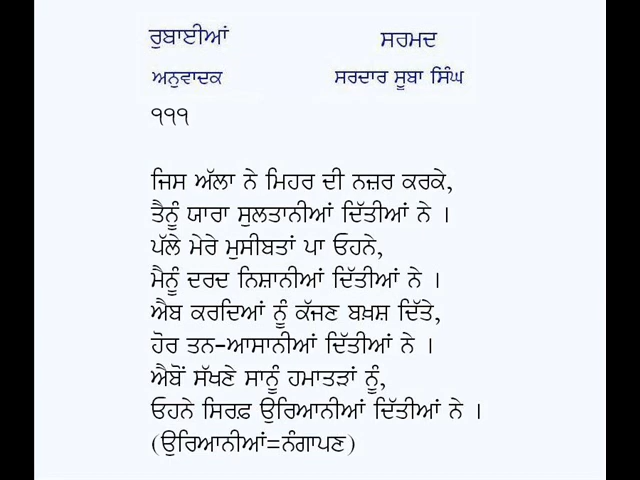 ਰੁਬਾਈਆਂ ਸਰਮਦ
ਅਨੁਵਾਦਕ ਸਰਦਾਰ ਸੂਬਾ ਸਿੰਘ
੧੧੧
ਜਿਸ ਅੱਲਾ ਨੇ ਮਿਹਰ ਦੀ ਨਜ਼ਰ ਕਰਕੇ,
ਤੈਨੂੰ ਯਾਰਾ ਸੁਲਤਾਨੀਆਂ ਦਿੱਤੀਆਂ ਨੇ ।
ਪੱਲੇ ਮੇਰੇ ਮੁਸੀਬਤਾਂ ਪਾ ਓਹਨੇ,
ਮੈਨੂੰ ਦਰਦ ਨਿਸ਼ਾਨੀਆਂ ਦਿੱਤੀਆਂ ਨੇ ।
ਐਬ ਕਰਦਿਆਂ ਨੂੰ ਕੱਜਣ ਬਖ਼ਸ਼ ਦਿੱਤੇ,
ਹੋਰ ਤਨ-ਆਸਾਨੀਆਂ ਦਿੱਤੀਆਂ ਨੇ ।
ਐਬੋਂ ਸੱਖਣੇ ਸਾਨੂੰ ਹਮਾਤੜਾਂ ਨੂੰ,
ਓਹਨੇ ਸਿਰਫ਼ ਉਰਿਆਨੀਆਂ ਦਿੱਤੀਆਂ ਨੇ ।
(ਉਰਿਆਨੀਆਂ=ਨੰਗਾਪਣ)